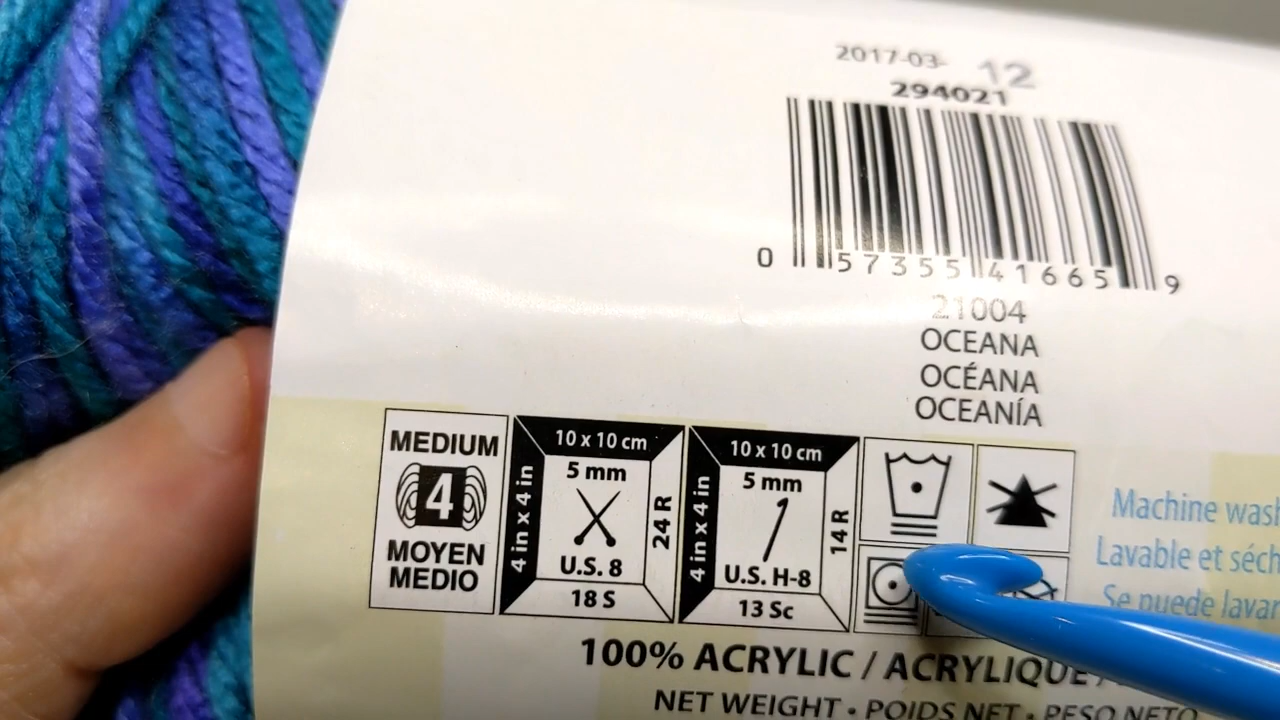 2017-03- 12
294021
0 57355 41665 9
21004
OCEANA
OCÉANA
OCEANÍA
MEDIUM
4
MOYEN
MEDIO
10 x 10 cm
4 in x 4 in
5 mm
24 R
U.S. 8
18 S
10 x 10 cm
4 in x 4 in
5 mm
14 R
U.S. H-8
13 Sc
Machine wash
Lavable et
Se puede
100% ACRYLIC / ACRYLIQUE
NET WEIGHT • POIDS NET • PESO NETO